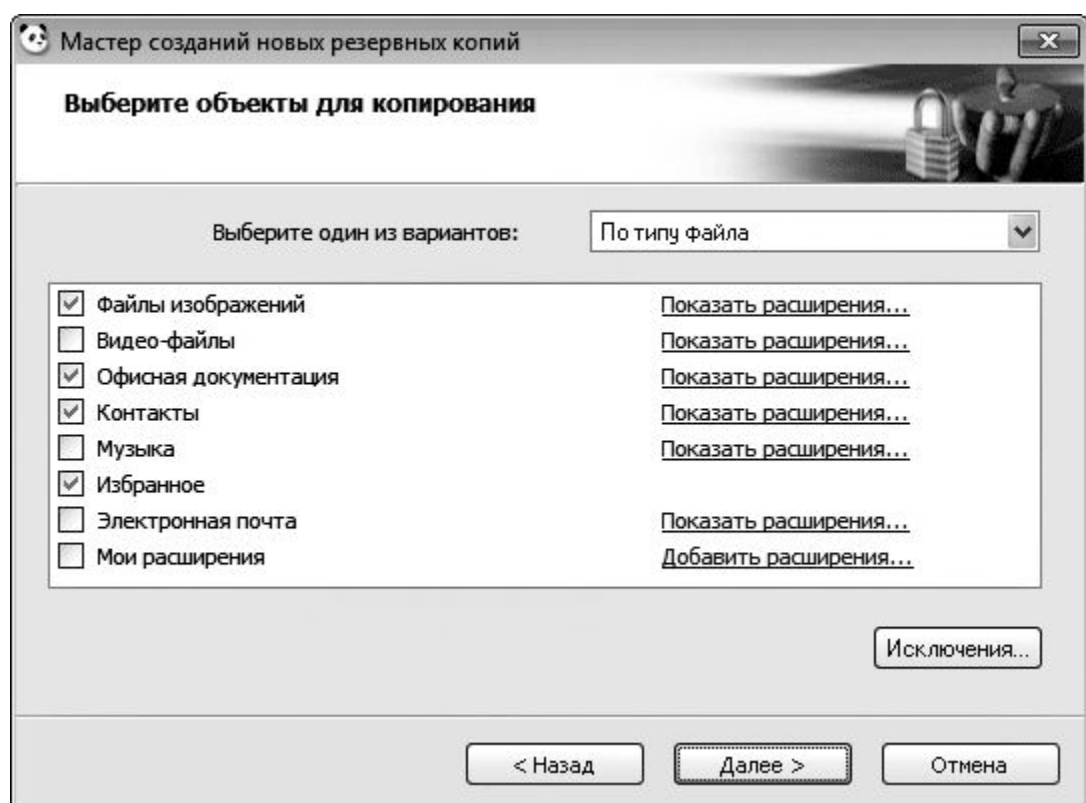 Мастер созданий новых резервных копий
Выберите объекты для копирования
Выберите один из вариантов: По типу файла
Файлы изображений Показать расширения...
Видео-файлы Показать расширения...
Офисная документация Показать расширения...
Контакты Показать расширения...
Музыка Показать расширения...
Избранное
Электронная почта Показать расширения...
Мои расширения Добавить расширения...
Исключения...
< Назад Далее > Отмена